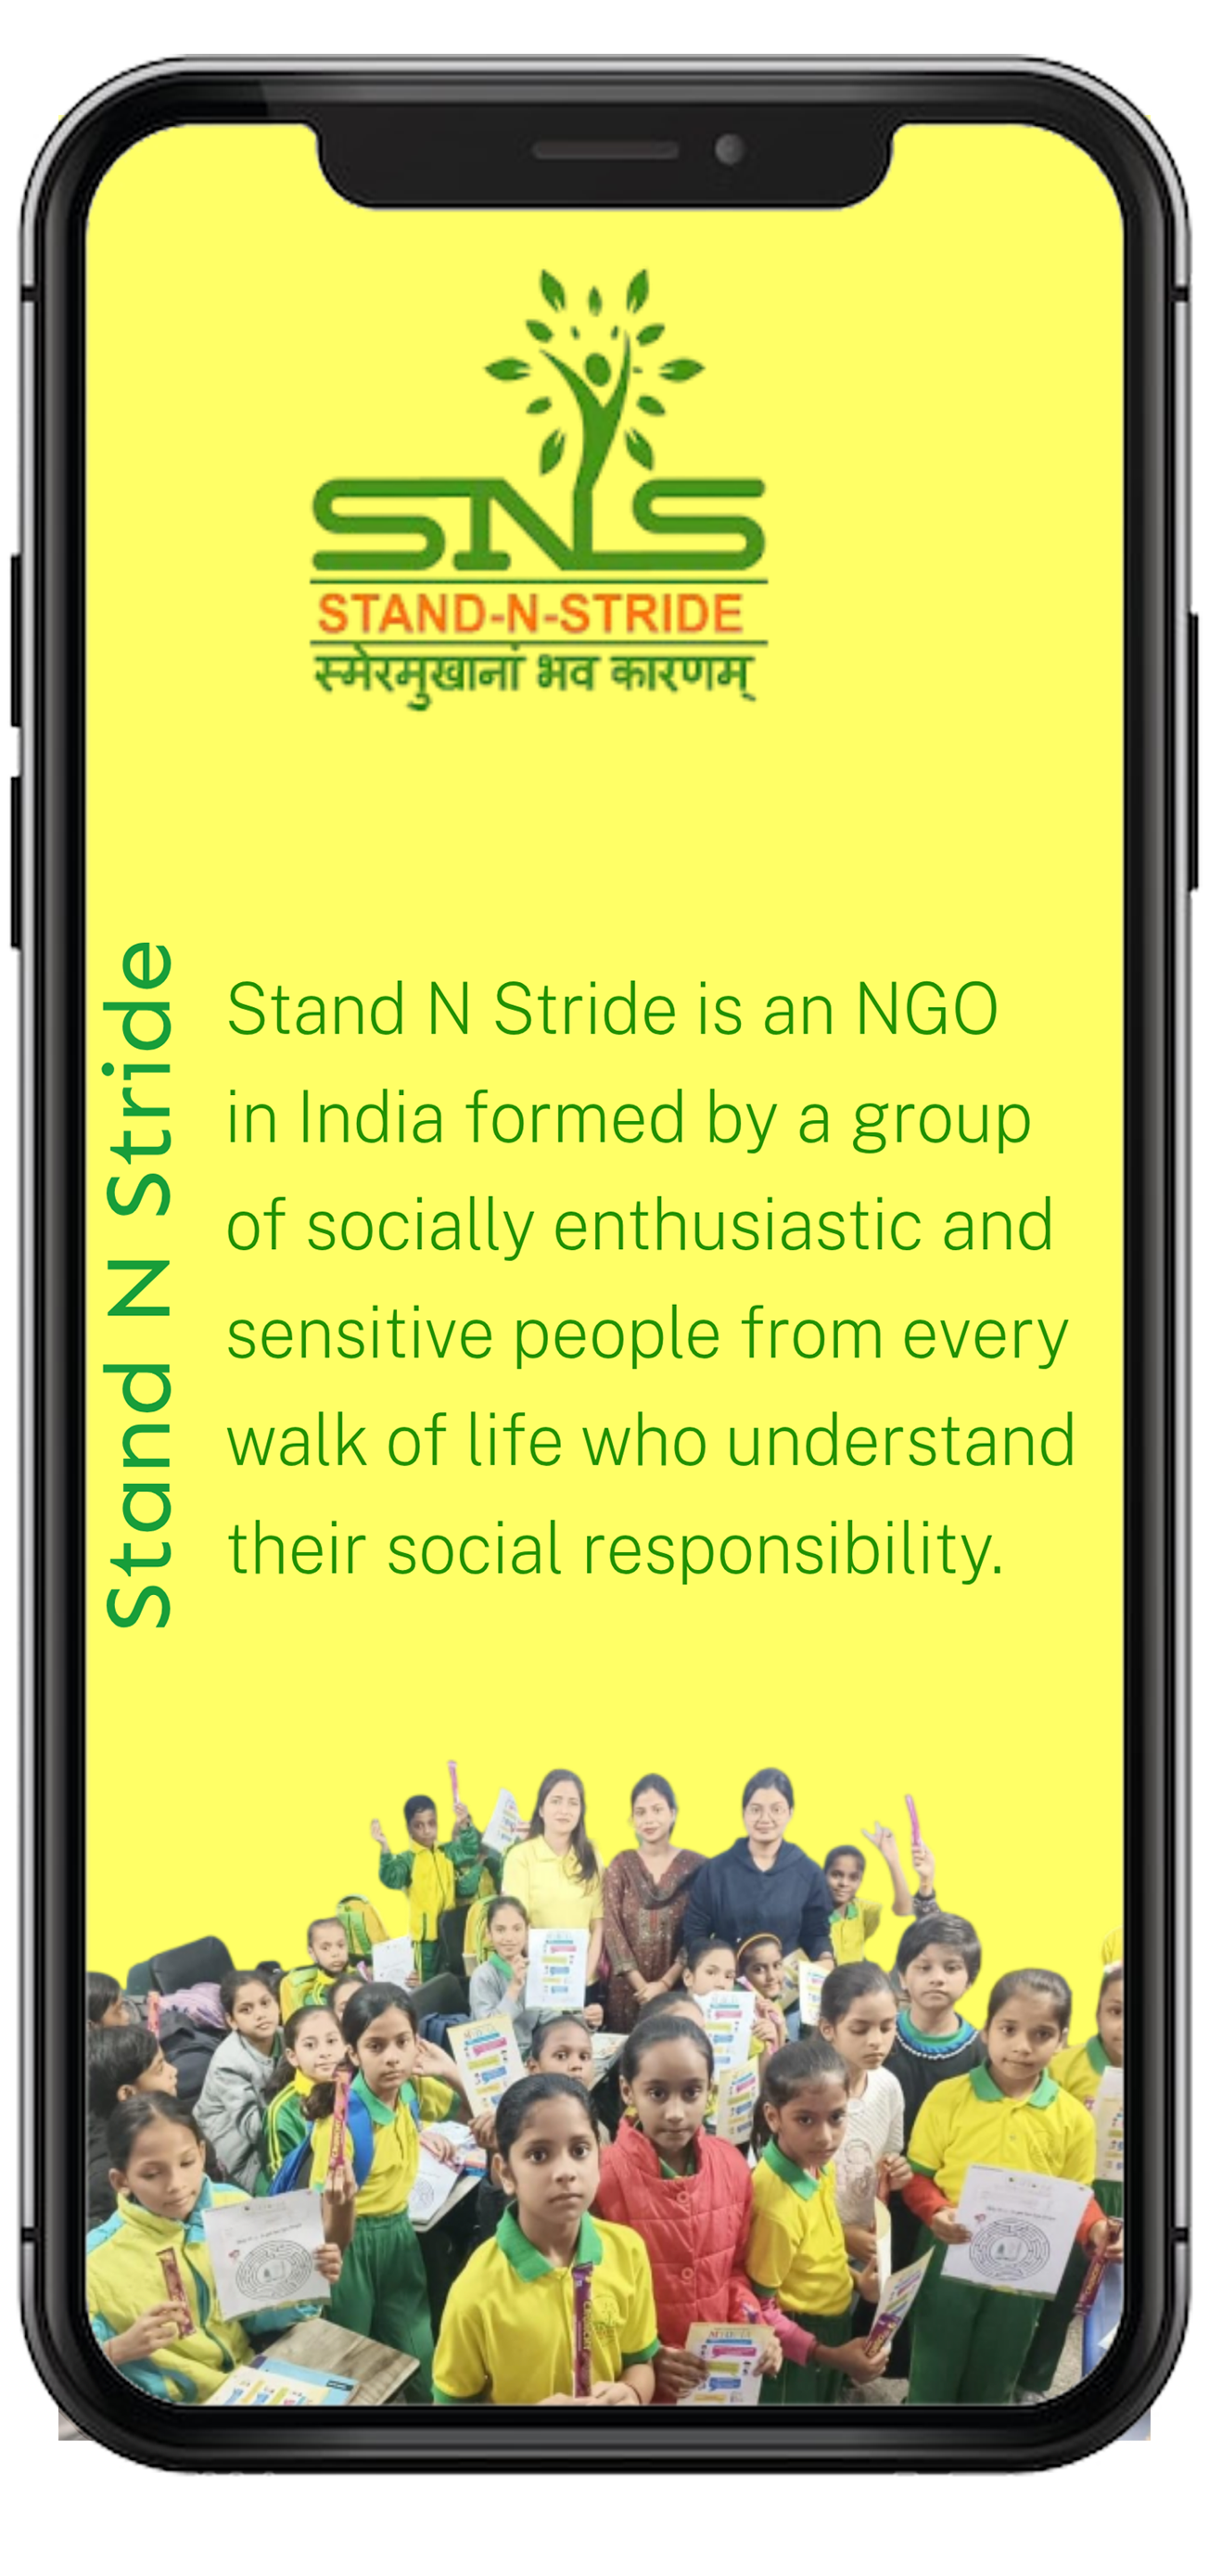 SNS
STAND-N-STRIDE
स्मेरमुखानां भव कारणम्
Stand N Stride
Stand N Stride is an NGO
in India formed by a group
of socially enthusiastic and
sensitive people from every
walk of life who understand
their social responsibility.